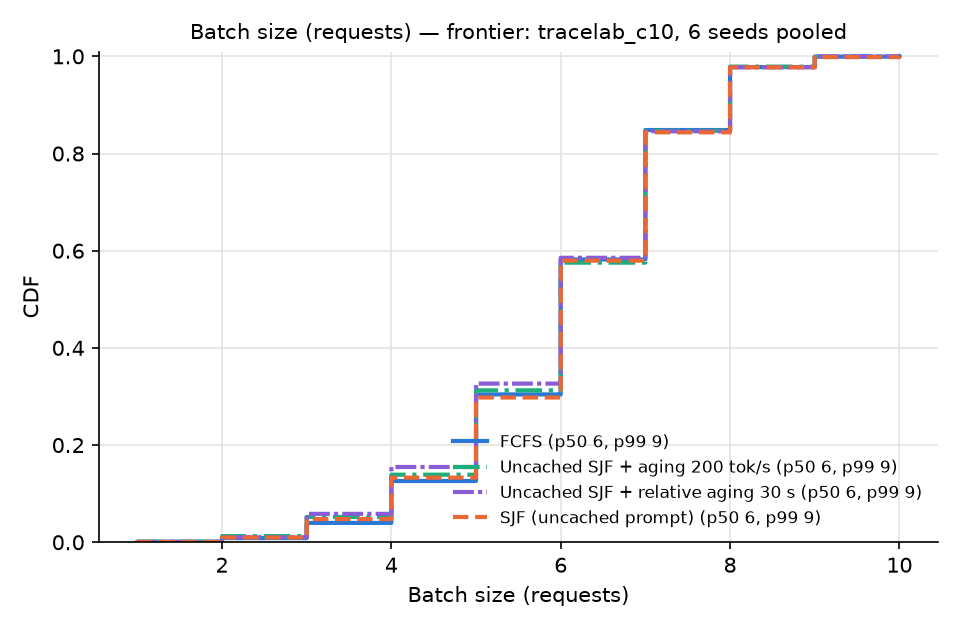 Batch size (requests) — frontier: tracelab_c10, 6 seeds pooled
CDF
1.0
0.8
0.6
0.4
0.2
0.0
FCFS (p50 6, p99 9)
Uncached SJF + aging 200 tok/s (p50 6, p99 9)
Uncached SJF + relative aging 30 s (p50 6, p99 9)
SJF (uncached prompt) (p50 6, p99 9)
2 4 6 8 10
Batch size (requests)